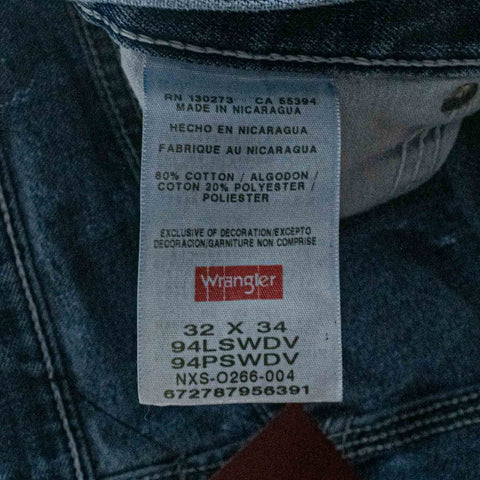 RN 130273 CA 55394
MADE IN NICARAGUA
HECHO EN NICARAGUA
FABRIQUE AU NICARAGUA
80% COTTON / ALGODON /
COTON 20% POLYESTER /
POLIESTER
EXCLUSIVE OF DECORATION/EXCEPTO
DECORACION/GARNITURE NON COMPRISE
Wrangler
32 X 34
94LSWDV
94PSWDV
NXS-O266-004
672787956391